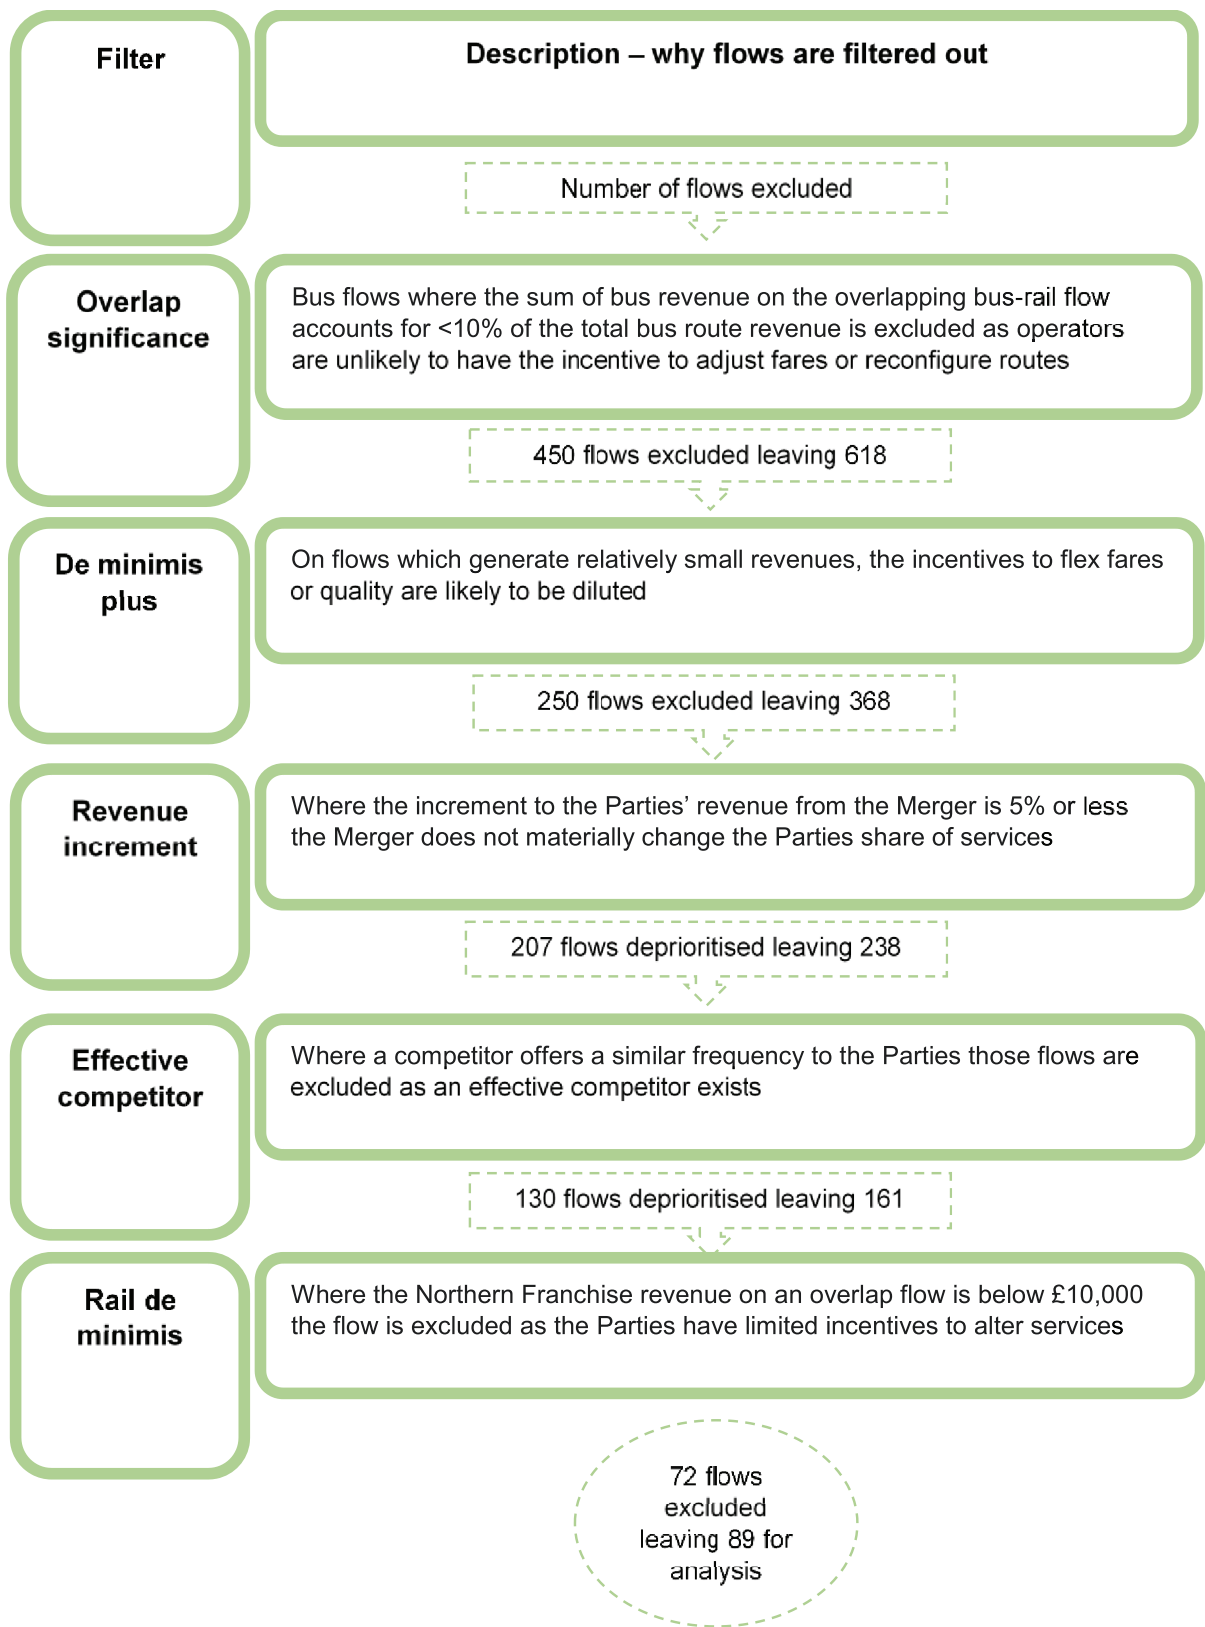 Filter
Description – why flows are filtered out
Number of flows excluded
Overlap
significance
Bus flows where the sum of bus revenue on the overlapping bus-rail flow
accounts for <10% of the total bus route revenue is excluded as operators
are unlikely to have the incentive to adjust fares or reconfigure routes
450 flows excluded leaving 618
De minimis
plus
On flows which generate relatively small revenues, the incentives to flex fares
or quality are likely to be diluted
250 flows excluded leaving 368
Revenue
increment
Where the increment to the Parties’ revenue from the Merger is 5% or less
the Merger does not materially change the Parties share of services
207 flows deprioritised leaving 238
Effective
competitor
Where a competitor offers a similar frequency to the Parties those flows are
excluded as an effective competitor exists
130 flows deprioritised leaving 161
Rail de
minimis
Where the Northern Franchise revenue on an overlap flow is below £10,000
the flow is excluded as the Parties have limited incentives to alter services
72 flows
excluded
leaving 89 for
analysis